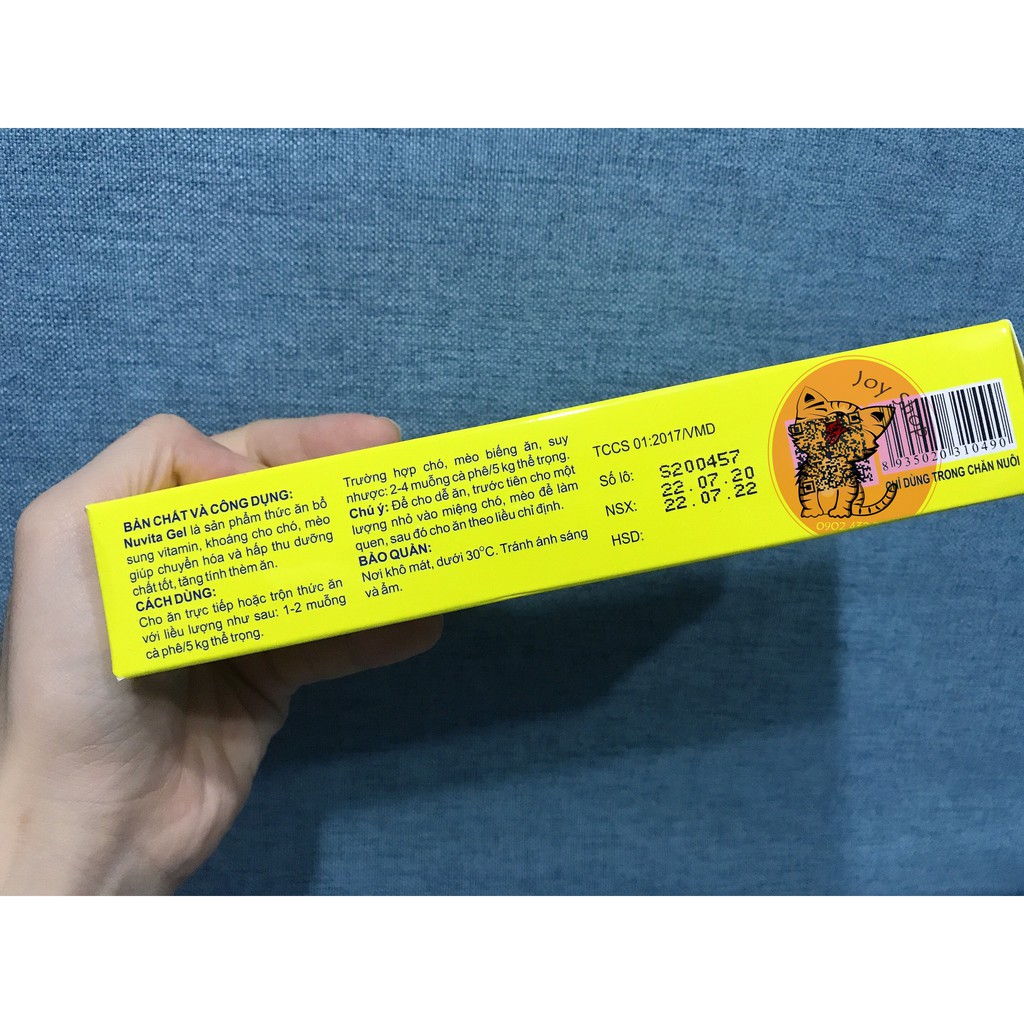 BẢN CHẤT VÀ CÔNG DỤNG:
Nuvita Gel là sản phẩm thức ăn bổ
sung vitamin, khoáng cho chó, mèo
giúp chuyển hóa và hấp thu dưỡng
chất tốt, tăng tính thèm ăn.
CÁCH DÙNG:
Cho ăn trực tiếp hoặc trộn thức ăn
với liều lượng như sau: 1-2 muỗng
cà phê/5 kg thể trọng.
Trường hợp chó, mèo biếng ăn, suy
nhược: 2-4 muỗng cà phê/5 kg thể trọng.
Chú ý: Để cho dễ ăn, trước tiên cho một
lượng nhỏ vào miệng chó, mèo để làm
quen, sau đó cho ăn theo liều chỉ định.
BẢO QUẢN:
Nơi khô mát, dưới 30°C. Tránh ánh sáng
và ẩm.
TCCS 01:2017/VMD
Số lô: S200457
NSX: 22.07.20
HSD: 22.07.22
Joy Shop
0902
8 935020 310490
CHỈ DÙNG TRONG CHĂN NUÔI